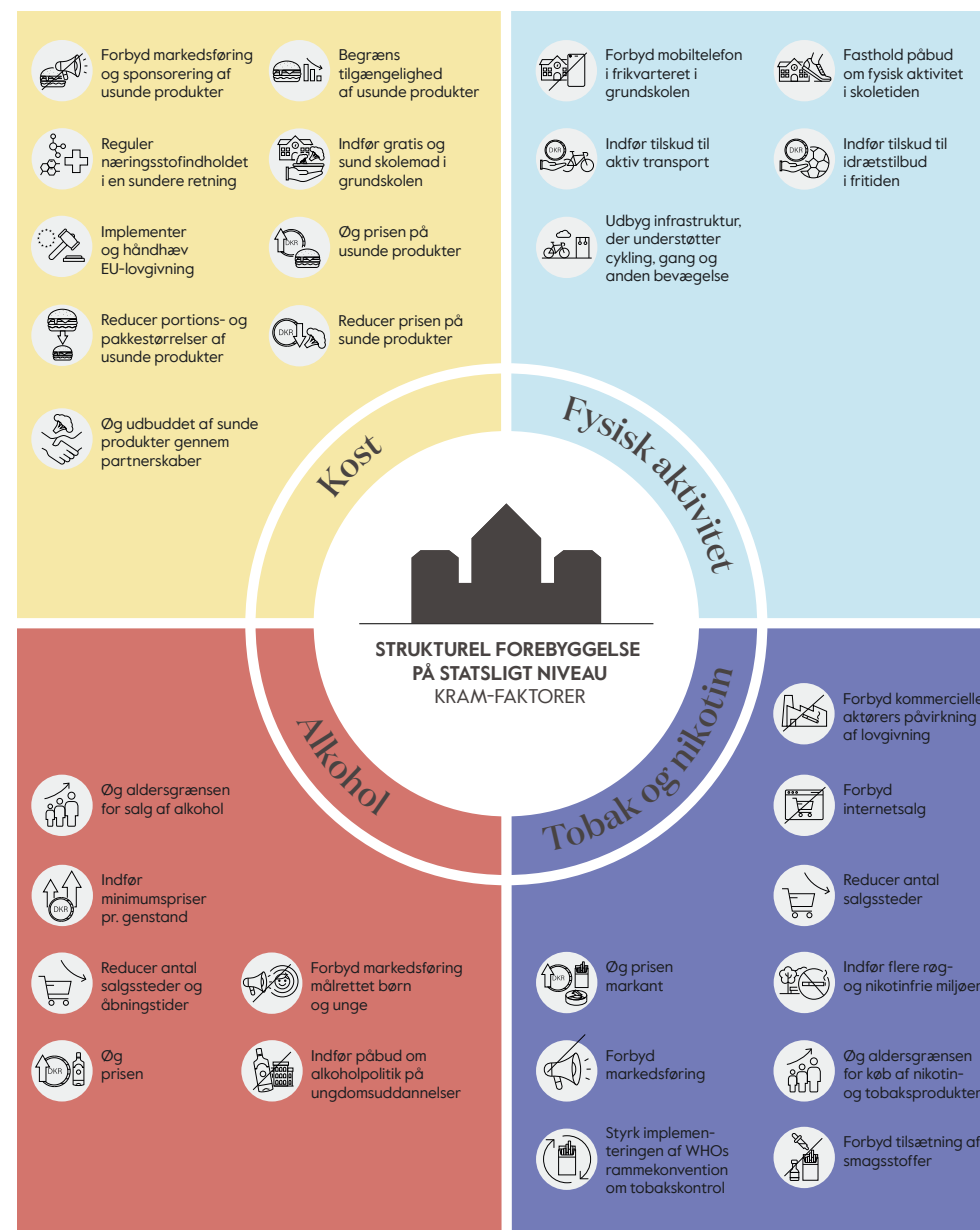 Forbyd markedsføring
og sponsorering af
usunde produkter
Begræns
tilgængelighed
af usunde produkter
Reguler
næringsstofindholdet
i en sundere retning
Indfør gratis og
sund skolemad i
grundskolen
Implementer
og håndhæv
EU-lovgivning
DKR
Øg prisen på
usunde produkter
Reducer portions- og
pakkestørrelser af
usunde produkter
DKR
Reducer prisen på
sunde produkter
Øg udbuddet af sunde
produkter gennem
partnerskaber
Kost
Forbyd mobiltelefon
i frikvarteret i
grundskolen
Fasthold påbud
om fysisk aktivitet
i skoletiden
DKR
Indfør tilskud til
aktiv transport
DKR
Indfør tilskud til
idrætstilbud
i fritiden
Udbyg infrastruktur,
der understøtter
cykling, gang og
anden bevægelse
Fysisk aktivitet
STRUKTUREL FOREBYGGELSE
PÅ STATSLIGT NIVEAU
KRAM-FAKTORER
Alkohol
Øg aldersgrænsen
for salg af alkohol
DKR
Indfør
minimumspriser
pr. genstand
Reducer antal
salgssteder og
åbningstider
Forbyd markedsføring
målrettet børn
og unge
DKR
Øg
prisen
Indfør påbud om
alkoholpolitik på
ungdomsuddannelser
Tobak og nikotin
Forbyd kommercielle
aktørers påvirkning
af lovgivning
Forbyd
internetsalg
Reducer antal
salgssteder
DKR
Øg prisen
markant
Indfør flere røg-
og nikotinfrie miljøer
Forbyd
markedsføring
Øg aldersgrænsen
for køb af nikotin-
og tobaksprodukter
Styrk implemen-
teringen af WHOs
rammekonvention
om tobakskontrol
Forbyd tilsætning af
smagsstoffer